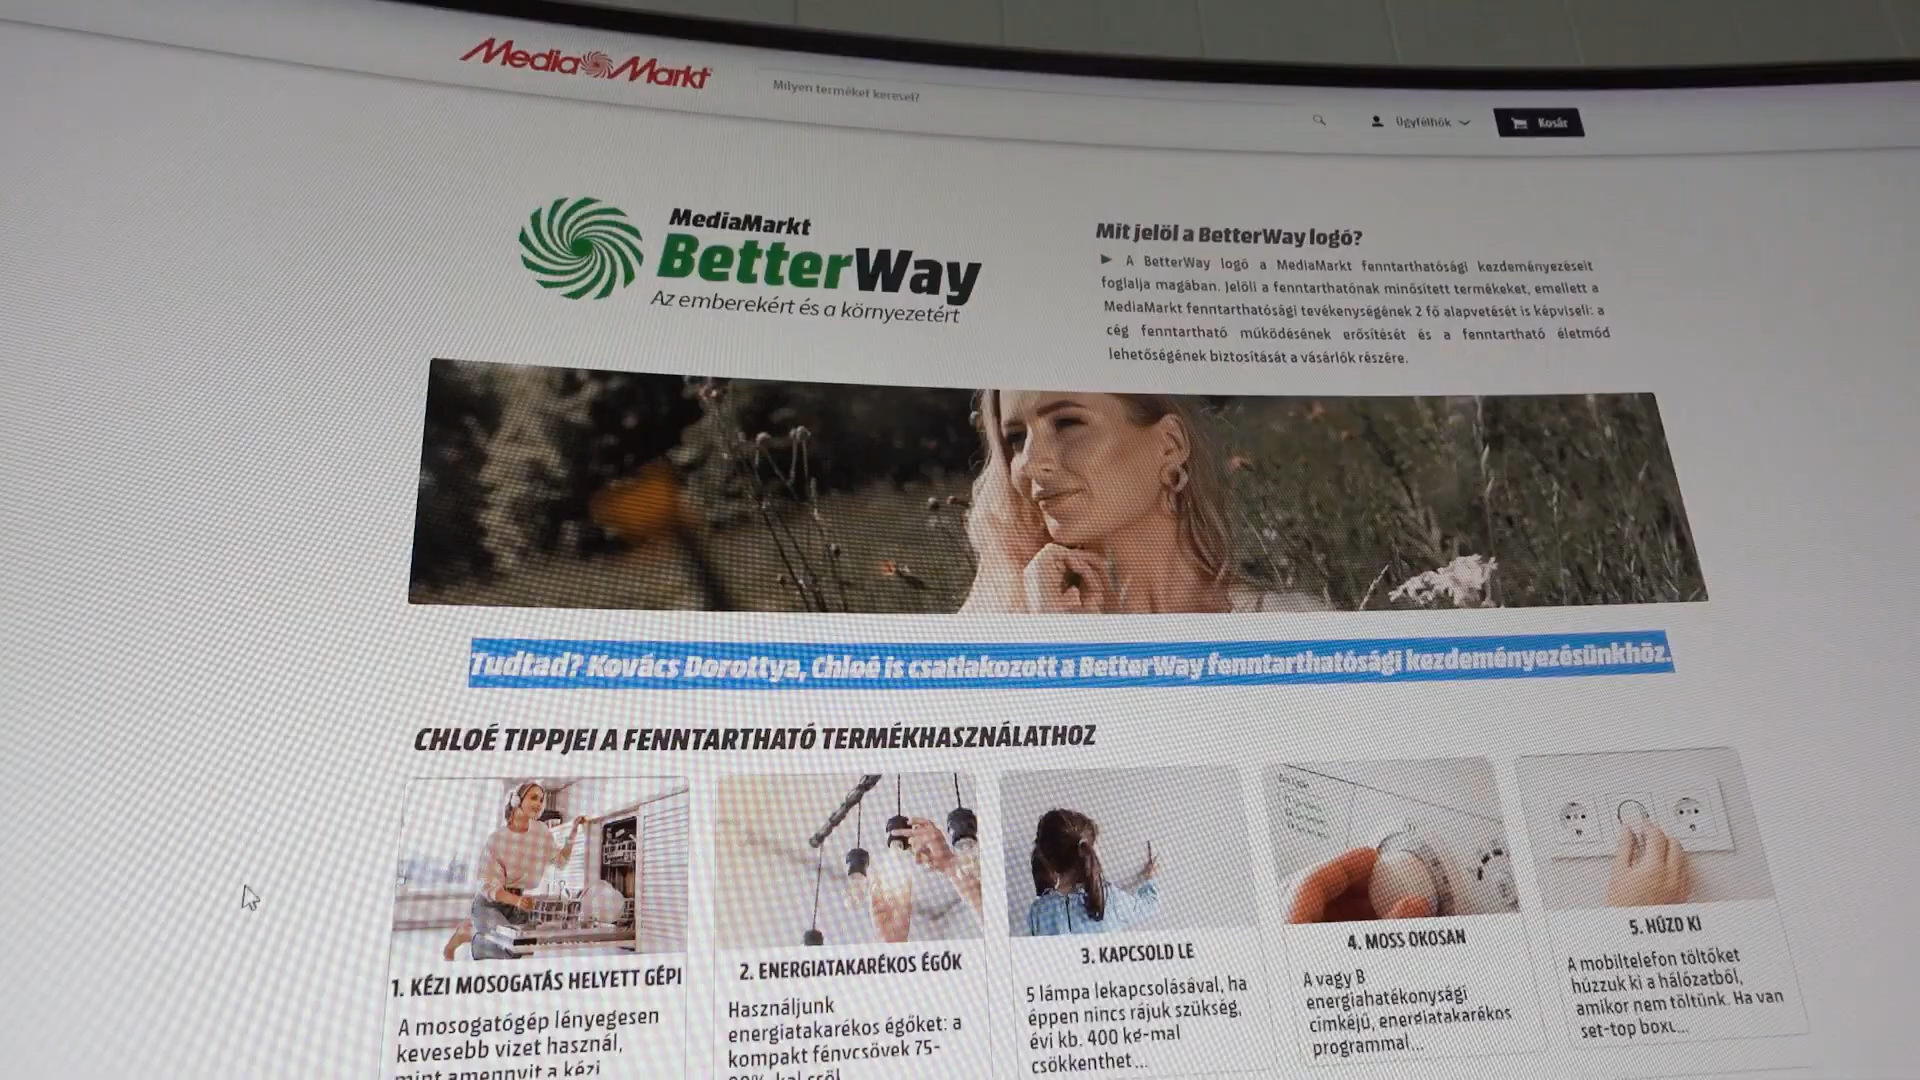 MediaMarkt
Milyen terméket keresel?
Ügyfélfiók
Kosár
MediaMarkt
BetterWay
Az emberekért és a környezetért
Mit jelöl a BetterWay logó?
A BetterWay logó a MediaMarkt fenntarthatósági kezdeményezéseit
foglalja magában. Jelöli a fenntarthatónak minősített termékeket, emellett a
MediaMarkt fenntarthatósági tevékenységének 2 fő alapvetését is képviseli: a
cég fenntartható működésének erősítését és a fenntartható életmód
lehetőségének biztosítását a vásárlók részére.
Tudtad? Kovács Dorottya, Chloé is csatlakozott a BetterWay fenntarthatósági kezdeményezésünkhöz.
CHLOÉ TIPPJEI A FENNTARTHATÓ TERMÉKHASZNÁLATHOZ
1. KÉZI MOSOGATÁS HELYETT GÉPI
A mosogatógép lényegesen
kevesebb vizet használ,
mint amennyit a kézi
2. ENERGIATAKARÉKOS ÉGŐK
Használjunk
energiatakarékos égőket: a
kompakt fénycsövek 75-
3. KAPCSOLD LE
5 lámpa lekapcsolásával, ha
éppen nincs rájuk szükség,
évi kb. 400 kg-mal
csökkenthet...
4. MOSS OKOSAN
A vagy B
energiahatékonysági
címkéjű, energiatakarékos
programmal...
5. HÚZD KI
A mobiltelefon töltőket
húzzuk ki a hálózatból,
amikor nem töltünk. Ha van
set-top box...